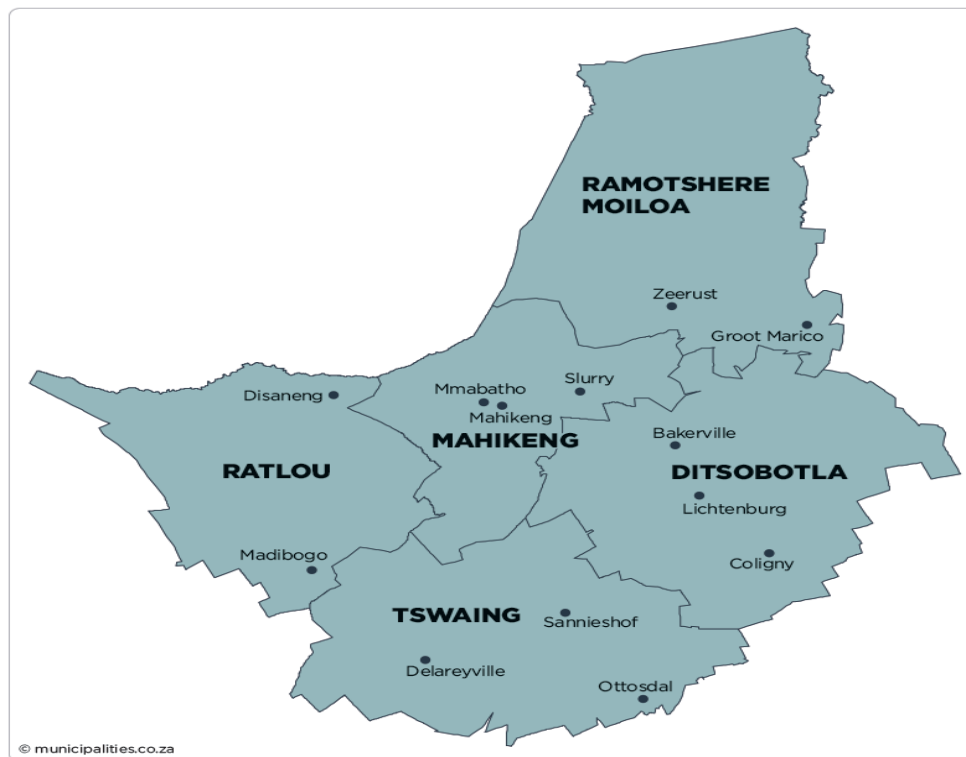 RAMOTSHERE
MOILOA
Zeerust
Groot Marico
Slurry
Mmabatho
Mahikeng
MAHIKENG
Disaneng
RATLOU
Madibogo
Bakerville
DITSOBOTLA
Lichtenburg
Coligny
TSWAING
Sannieshof
Delareyville
Ottosdal
© municipalities.co.za